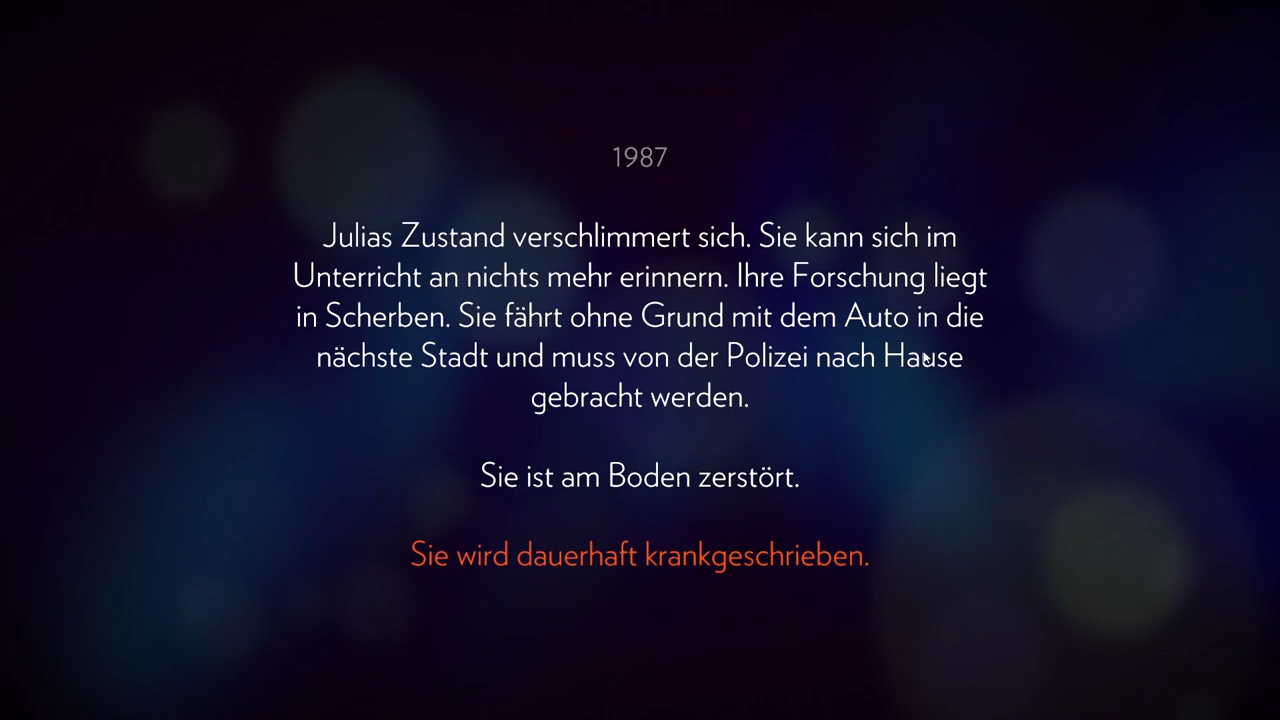 1987
Julias Zustand verschlimmert sich. Sie kann sich im
Unterricht an nichts mehr erinnern. Ihre Forschung liegt
in Scherben. Sie fährt ohne Grund mit dem Auto in die
nächste Stadt und muss von der Polizei nach Hause
gebracht werden.
Sie ist am Boden zerstört.
Sie wird dauerhaft krankgeschrieben.